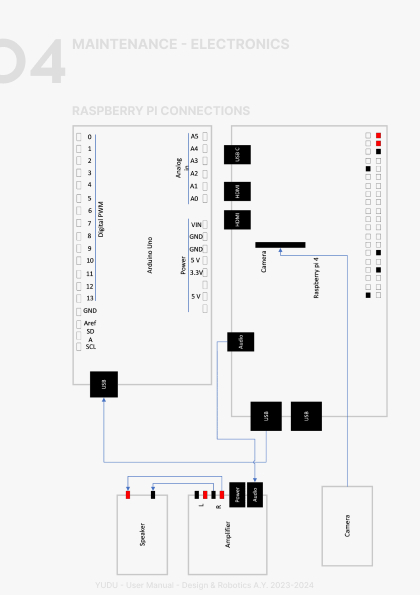 04
MAINTENANCE - ELECTRONICS
RASPBERRY PI CONNECTIONS
0
1
2
3
4
5
6
7
8
9
10
11
12
13
GND
Aref
SD
A
SCL
Digital PWM
Arduino Uno
Analog
in
A5
A4
A3
A2
A1
A0
Power
VIN
GND
GND
5 V
3.3V
5 V
USB
USB C
HDMI
HDMI
Camera
Raspberry pi 4
Audio
USB
USB
Speaker
L
R
Power
Audio
Amplifier
Camera
YUDU - User Manual - Design & Robotics A.Y. 2023-2024